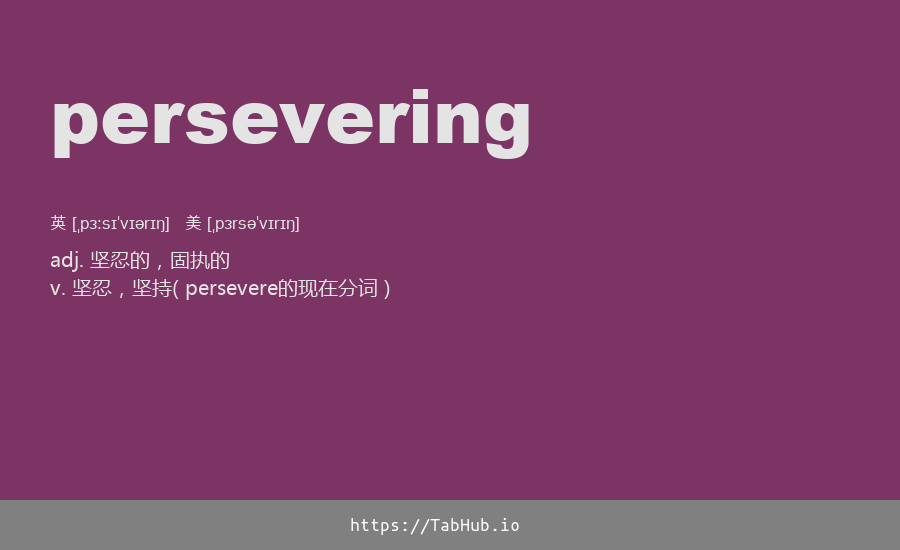 persevering
英 [ˌpɜːsɪˈvɪərɪŋ] 美 [ˌpɜrsəˈvɪrɪŋ]
adj. 坚忍的，固执的
v. 坚忍，坚持( persevere的现在分词 )
https://TabHub.io